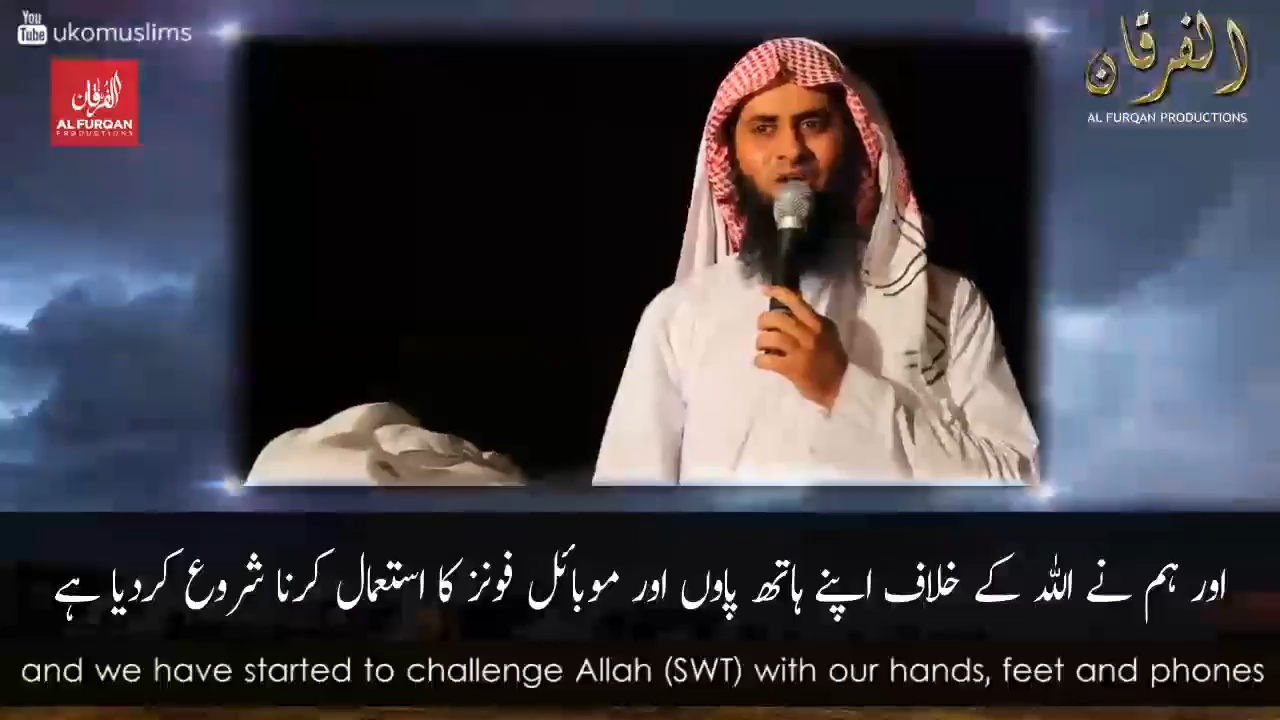 You Tube ukomuslims
الفرقان
AL FURQAN
PRODUCTIONS
الفرقان
AL FURQAN PRODUCTIONS
اور ہم نے اللہ کے خلاف اپنے ہاتھ پاوں اور موبائل فونز کا استعمال کرنا شروع کردیا ہے
and we have started to challenge Allah (SWT) with our hands, feet and phones